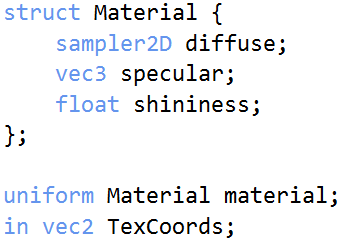 struct Material {
    sampler2D diffuse;
    vec3 specular;
    float shininess;
};

uniform Material material;
in vec2 TexCoords;